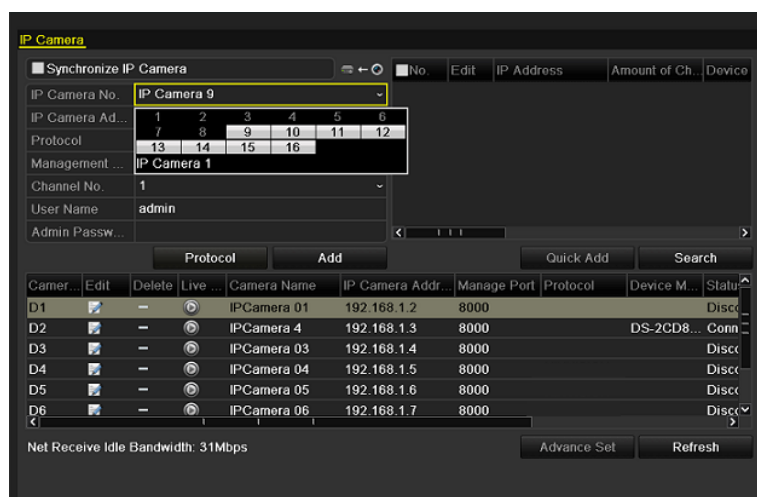 IP Camera
Synchronize IP Camera
No. Edit IP Address Amount of Ch... Device
IP Camera No. IP Camera 9
IP Camera Ad...
1 2 3 4 5 6
7 8 9 10 11 12
13 14 15 16
Protocol
Management ... IP Camera 1
Channel No. 1
User Name admin
Admin Passw...
Protocol Add Quick Add Search
Camer... Edit Delete Live ... Camera Name IP Camera Addr... Manage Port Protocol Device M... Statu
D1 – IPCamera 01 192.168.1.2 8000 Disco
D2 – IPCamera 4 192.168.1.3 8000 DS-2CD8... Conn
D3 – IPCamera 03 192.168.1.4 8000 Disco
D4 – IPCamera 04 192.168.1.5 8000 Disco
D5 – IPCamera 05 192.168.1.6 8000 Disco
D6 – IPCamera 06 192.168.1.7 8000 Disco
Net Receive Idle Bandwidth: 31Mbps Advance Set Refresh